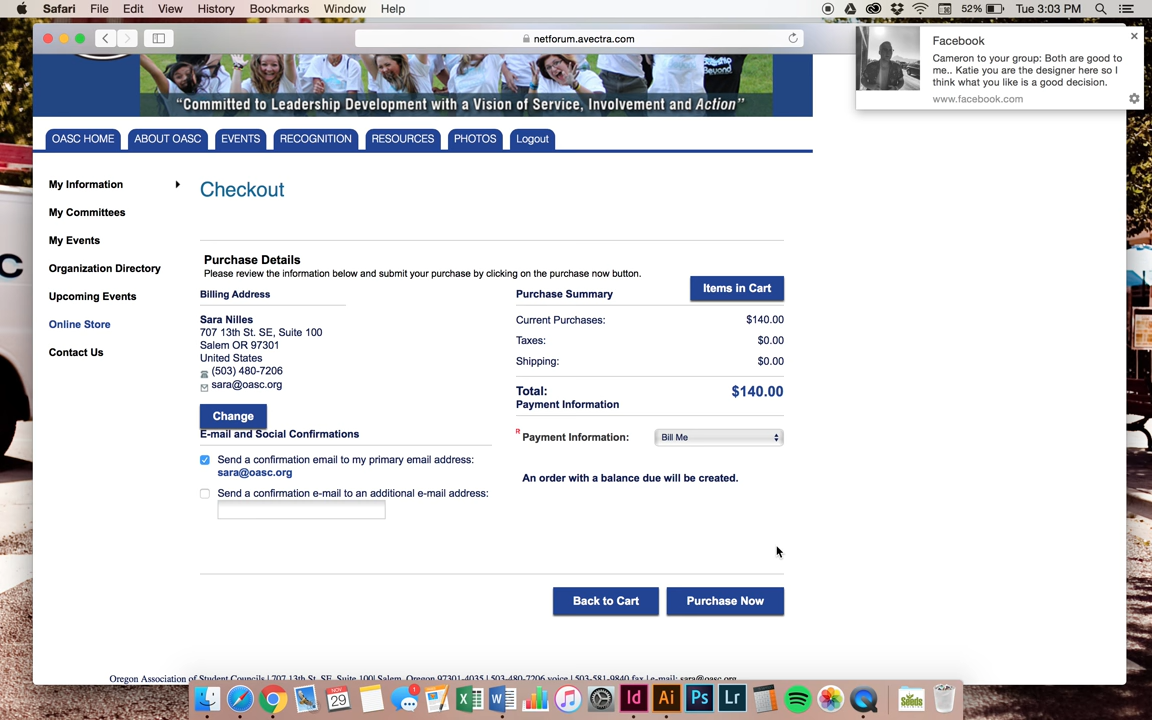 Safari File Edit View History Bookmarks Window Help
52% Tue 3:03 PM
netforum.avectra.com
Facebook
Cameron to your group: Both are good to
me.. Katie you are the designer here so I
think what you like is a good decision.
www.facebook.com
Beyond
"Committed to Leadership Development with a Vision of Service, Involvement and Action"
OASC HOME ABOUT OASC EVENTS RECOGNITION RESOURCES PHOTOS Logout
My Information
My Committees
My Events
Organization Directory
Upcoming Events
Online Store
Contact Us
Checkout
Purchase Details
Please review the information below and submit your purchase by clicking on the purchase now button.
Billing Address
Sara Nilles
707 13th St. SE, Suite 100
Salem OR 97301
United States
(503) 480-7206
sara@oasc.org
Change
E-mail and Social Confirmations
Send a confirmation email to my primary email address:
sara@oasc.org
Send a confirmation e-mail to an additional e-mail address:
Purchase Summary
Items in Cart
Current Purchases: $140.00
Taxes: $0.00
Shipping: $0.00
Total: $140.00
Payment Information
R Payment Information: Bill Me
An order with a balance due will be created.
Back to Cart Purchase Now
Oregon Association of Student Councils | 707 13th St. SE, Suite 100| Salem, Oregon 97301-4035 | 503-480-7206 voice | 503-581-9840 fax | e-mail: sara@oasc.org
C
NOV
29
1
Id Ai Ps Lr
Seeds